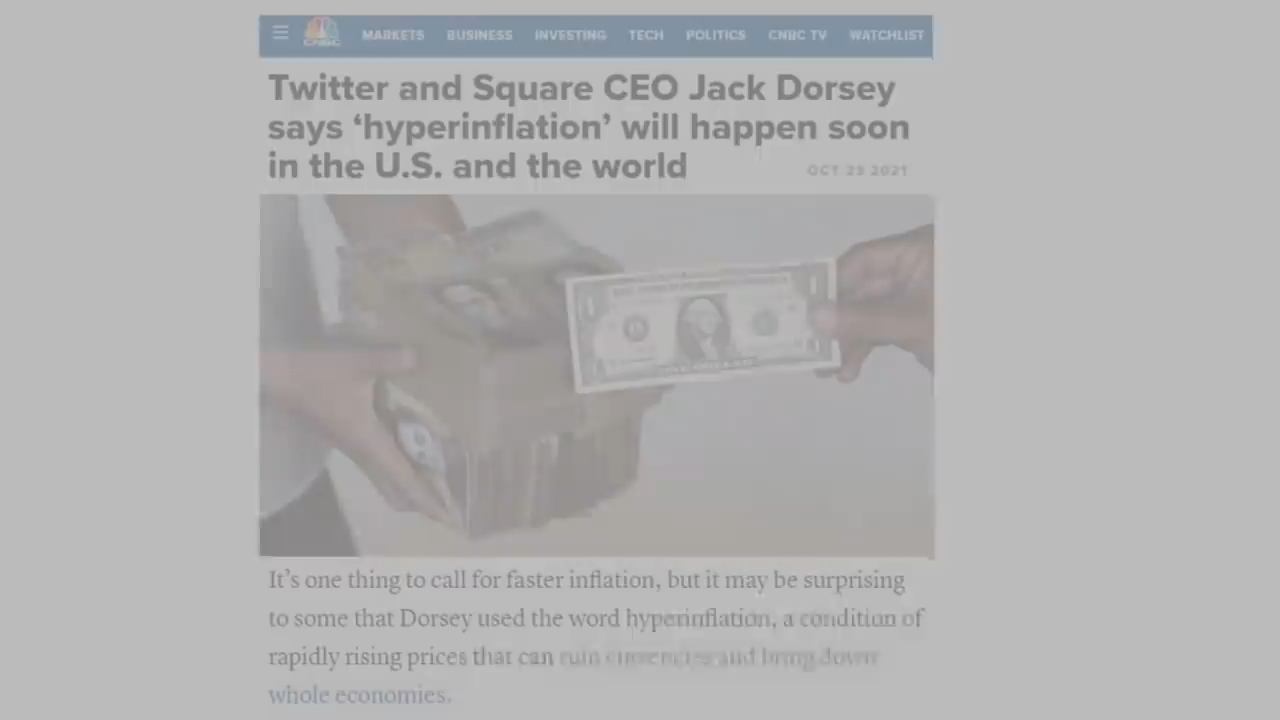 CNBC MARKETS BUSINESS INVESTING TECH POLITICS CNBC TV WATCHLIST
Twitter and Square CEO Jack Dorsey
says ‘hyperinflation’ will happen soon
in the U.S. and the world
OCT 23 2021
It’s one thing to call for faster inflation, but it may be surprising
to some that Dorsey used the word hyperinflation, a condition of
rapidly rising prices that can ruin currencies and bring down
whole economies.